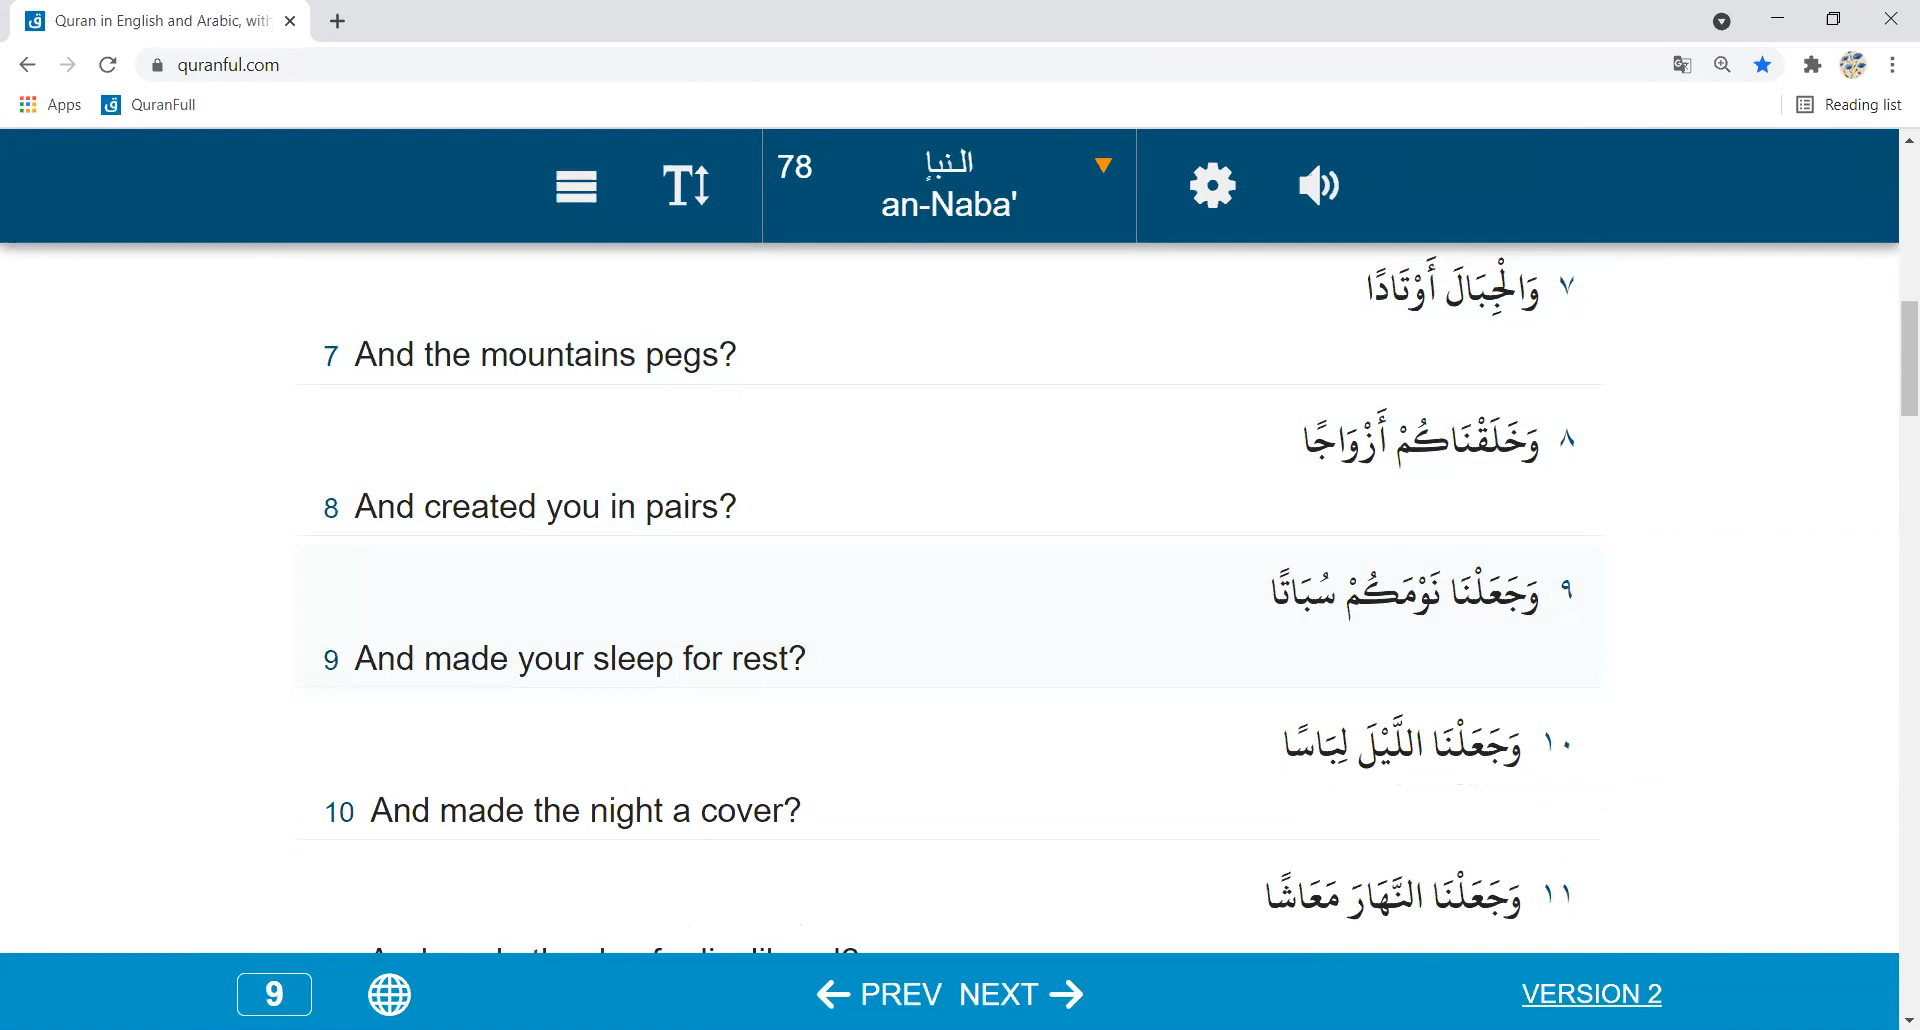 Quran in English and Arabic, with
quranful.com
Apps QuranFull Reading list
78 النبإ
an-Naba'
٧ وَالْجِبَالَ أَوْتَادًا
7 And the mountains pegs?
٨ وَخَلَقْنَاكُمْ أَزْوَاجًا
8 And created you in pairs?
٩ وَجَعَلْنَا نَوْمَكُمْ سُبَاتًا
9 And made your sleep for rest?
١٠ وَجَعَلْنَا اللَّيْلَ لِبَاسًا
10 And made the night a cover?
١١ وَجَعَلْنَا النَّهَارَ مَعَاشًا
9 PREV NEXT VERSION 2